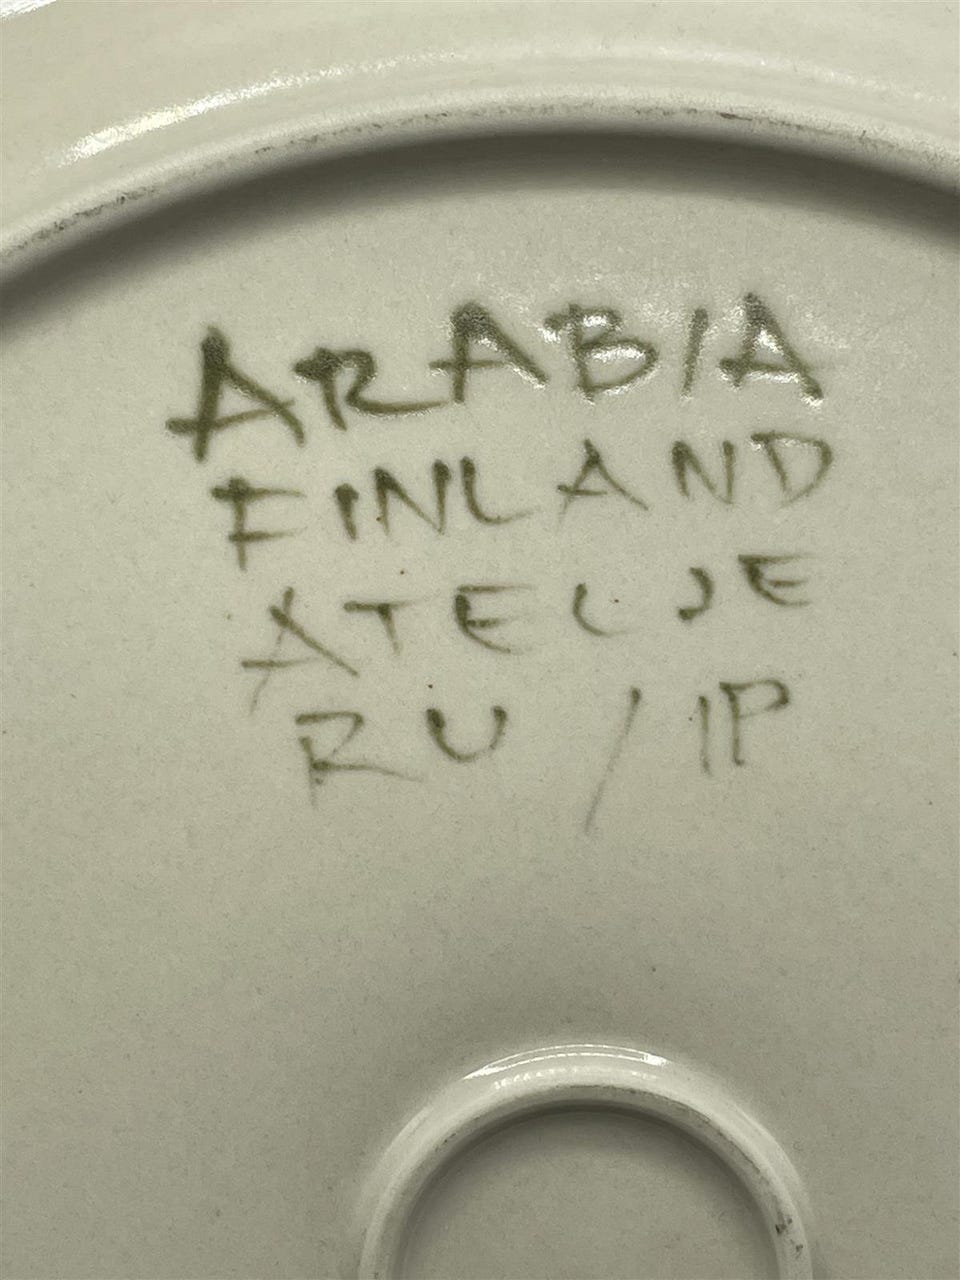 ARABIA
FINLAND
ATELJE
RU / IP